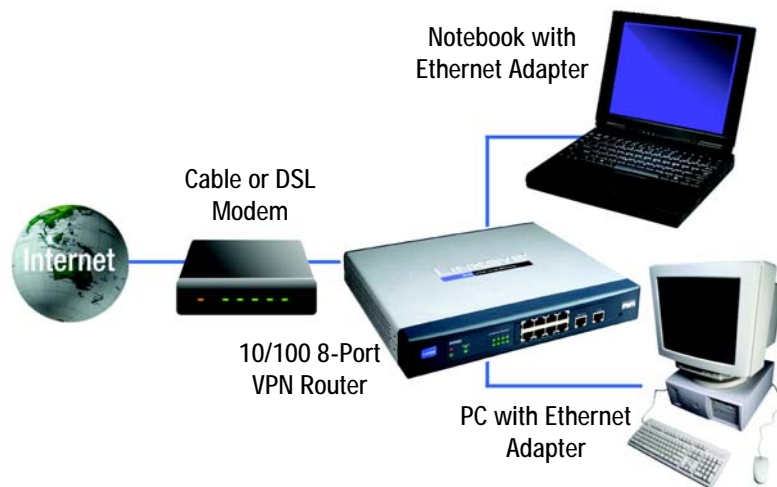 Notebook with
Ethernet Adapter
Cable or DSL
Modem
Internet
LINKSYS
10/100 8-Port
VPN Router
PC with Ethernet
Adapter